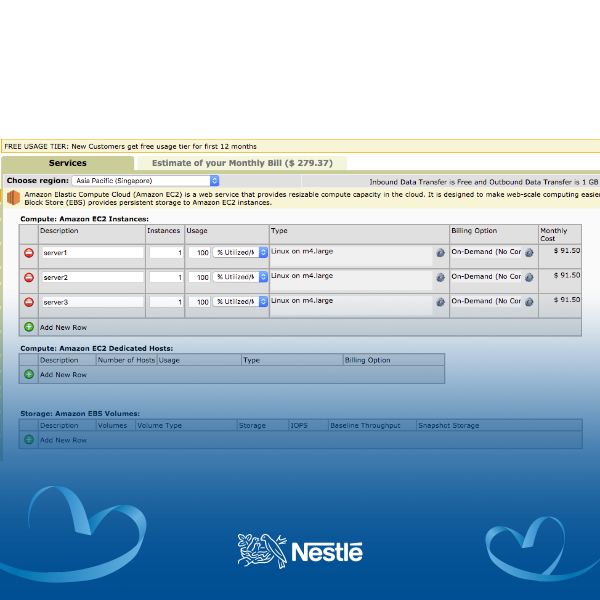 FREE USAGE TIER: New Customers get free usage tier for first 12 months
Services Estimate of your Monthly Bill ($ 279.37)
Choose region: Asia Pacific (Singapore) Inbound Data Transfer is Free and Outbound Data Transfer is 1 GB
Amazon Elastic Compute Cloud (Amazon EC2) is a web service that provides resizable compute capacity in the cloud. It is designed to make web-scale computing easier
Block Store (EBS) provides persistent storage to Amazon EC2 instances.
Compute: Amazon EC2 Instances:
Description Instances Usage Type Billing Option Monthly Cost
server1 1 100 % Utilized/M Linux on m4.large On-Demand (No Cor $ 91.50
server2 1 100 % Utilized/M Linux on m4.large On-Demand (No Cor $ 91.50
server3 1 100 % Utilized/M Linux on m4.large On-Demand (No Cor $ 91.50
Add New Row
Compute: Amazon EC2 Dedicated Hosts:
Description Number of Hosts Usage Type Billing Option
Add New Row
Storage: Amazon EBS Volumes:
Description Volumes Volume Type Storage IOPS Baseline Throughput Snapshot Storage
Add New Row
Nestlé